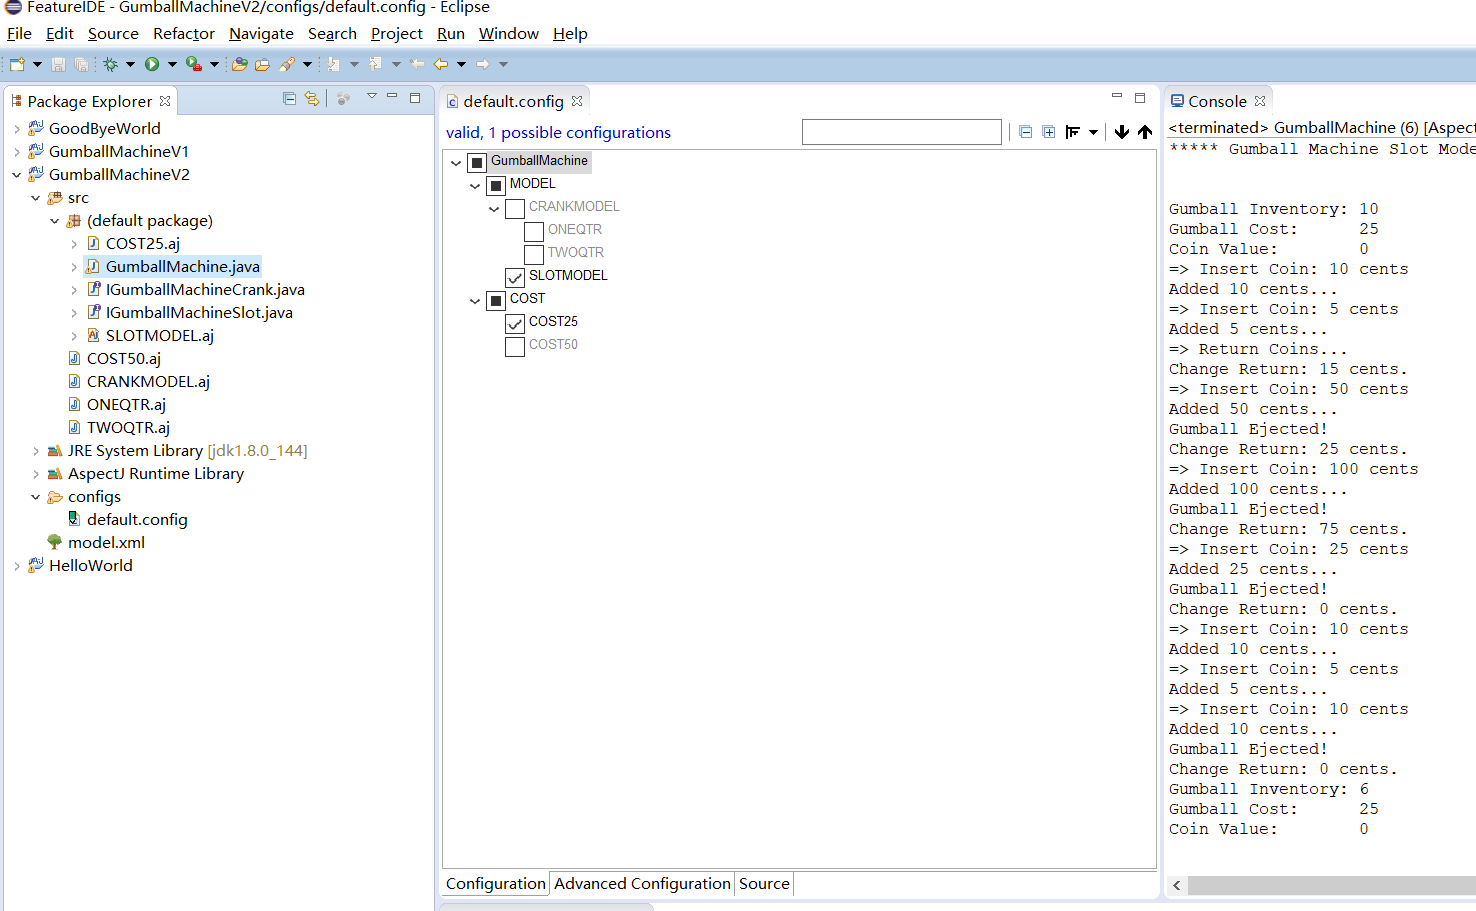 FeatureIDE - GumballMachineV2/configs/default.config - Eclipse
File Edit Source Refactor Navigate Search Project Run Window Help
Package Explorer
GoodByeWorld
GumballMachineV1
GumballMachineV2
src
(default package)
COST25.aj
GumballMachine.java
IGumballMachineCrank.java
IGumballMachineSlot.java
SLOTMODEL.aj
COST50.aj
CRANKMODEL.aj
ONEQTR.aj
TWOQTR.aj
JRE System Library [jdk1.8.0_144]
AspectJ Runtime Library
configs
default.config
model.xml
HelloWorld
default.config
valid, 1 possible configurations
GumballMachine
MODEL
CRANKMODEL
ONEQTR
TWOQTR
SLOTMODEL
COST
COST25
COST50
Configuration Advanced Configuration Source
Console
<terminated> GumballMachine (6) [Aspect
***** Gumball Machine Slot Mode
Gumball Inventory: 10
Gumball Cost: 25
Coin Value: 0
=> Insert Coin: 10 cents
Added 10 cents...
=> Insert Coin: 5 cents
Added 5 cents...
=> Return Coins...
Change Return: 15 cents.
=> Insert Coin: 50 cents
Added 50 cents...
Gumball Ejected!
Change Return: 25 cents.
=> Insert Coin: 100 cents
Added 100 cents...
Gumball Ejected!
Change Return: 75 cents.
=> Insert Coin: 25 cents
Added 25 cents...
Gumball Ejected!
Change Return: 0 cents.
=> Insert Coin: 10 cents
Added 10 cents...
=> Insert Coin: 5 cents
Added 5 cents...
=> Insert Coin: 10 cents
Added 10 cents...
Gumball Ejected!
Change Return: 0 cents.
Gumball Inventory: 6
Gumball Cost: 25
Coin Value: 0